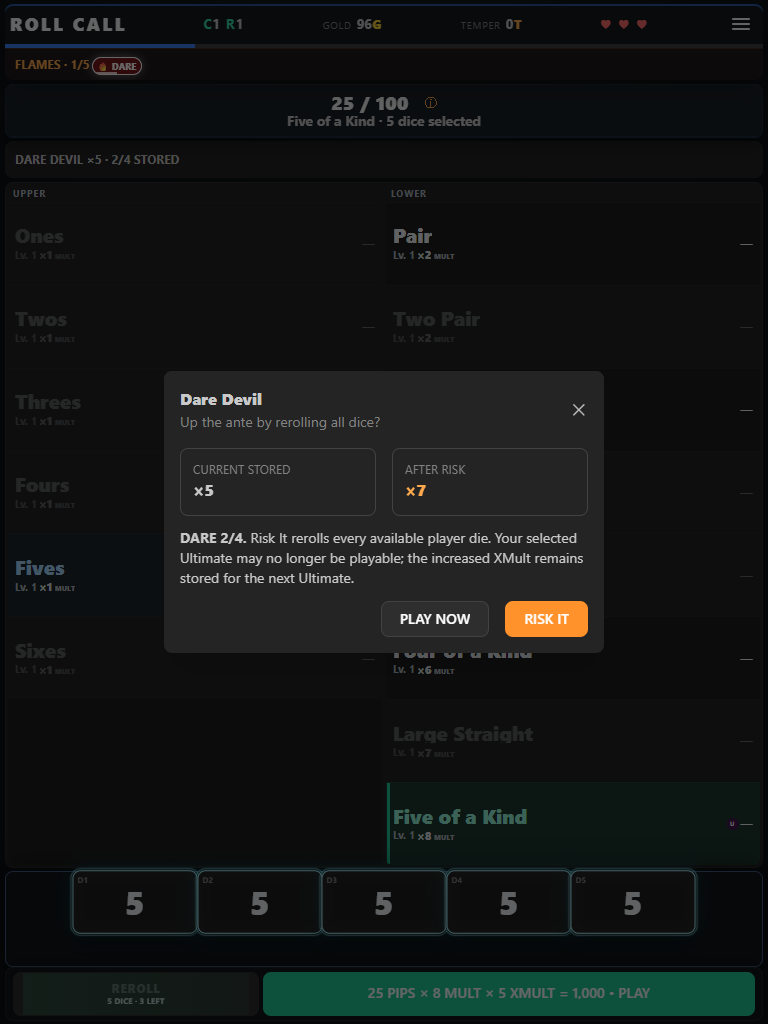 ROLL CALL
C1 R1
GOLD 96G
TEMPER 0T
FLAMES · 1/5
DARE
25 / 100
Five of a Kind · 5 dice selected
DARE DEVIL ×5 · 2/4 STORED
UPPER
LOWER
Ones
Lv. 1 ×1 MULT
—
Pair
Lv. 1 ×2 MULT
—
Twos
Lv. 1 ×1 MULT
—
Two Pair
Lv. 1 ×2 MULT
—
Threes
Lv. 1 ×1 MULT
—
Fours
Lv. 1 ×1 MULT
—
Fives
Lv. 1 ×1 MULT
—
Sixes
Lv. 1 ×1 MULT
—
Four of a Kind
Lv. 1 ×6 MULT
—
Large Straight
Lv. 1 ×7 MULT
—
Five of a Kind
Lv. 1 ×8 MULT
U —
Dare Devil
Up the ante by rerolling all dice?
CURRENT STORED
×5
AFTER RISK
×7
DARE 2/4. Risk It rerolls every available player die. Your selected
Ultimate may no longer be playable; the increased XMult remains
stored for the next Ultimate.
PLAY NOW
RISK IT
D1
5
D2
5
D3
5
D4
5
D5
5
REROLL
5 DICE · 3 LEFT
25 PIPS × 8 MULT × 5 XMULT = 1,000 • PLAY